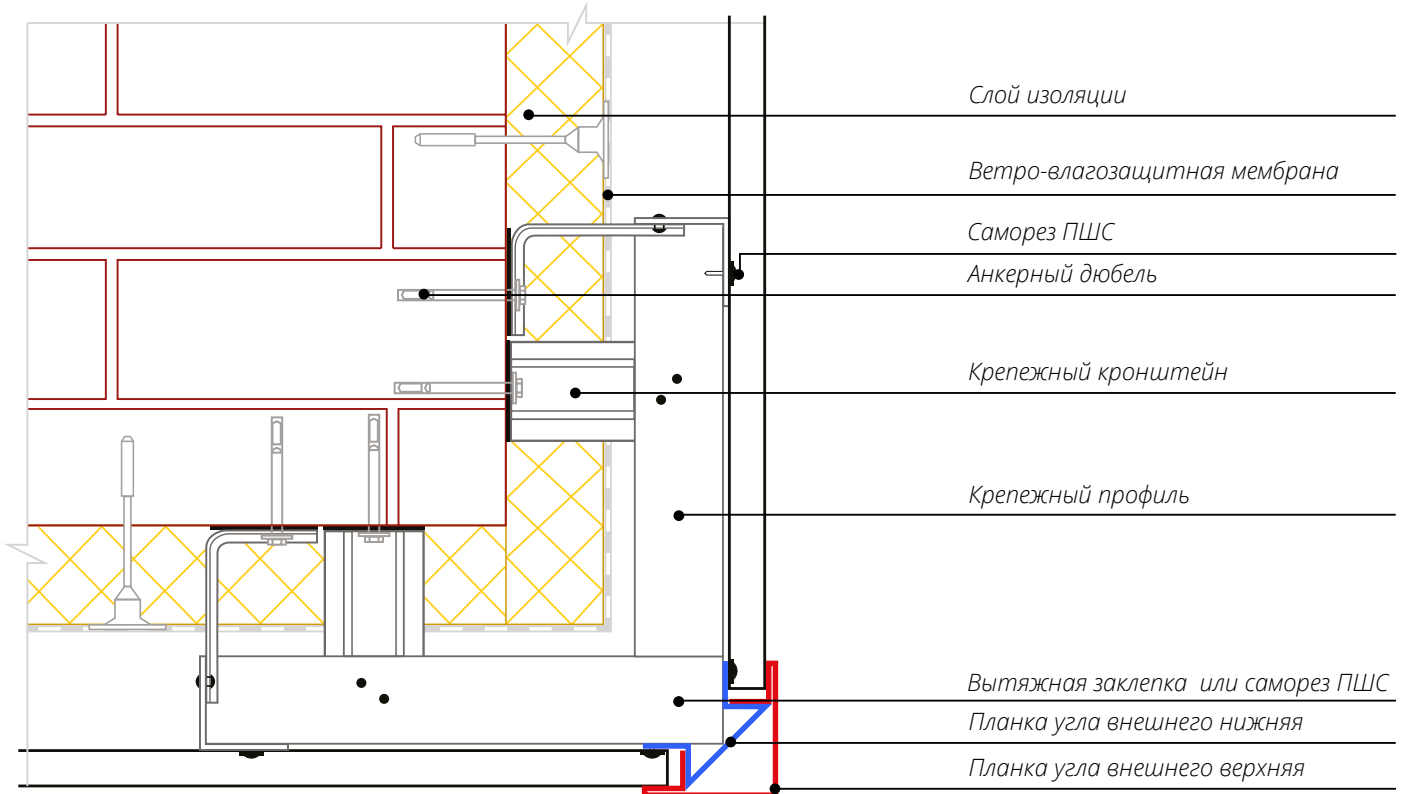 Слой изоляции
Ветро-влагозащитная мембрана
Саморез ПШС
Анкерный дюбель
Крепежный кронштейн
Крепежный профиль
Вытяжная заклепка или саморез ПШС
Планка угла внешнего нижняя
Планка угла внешнего верхняя